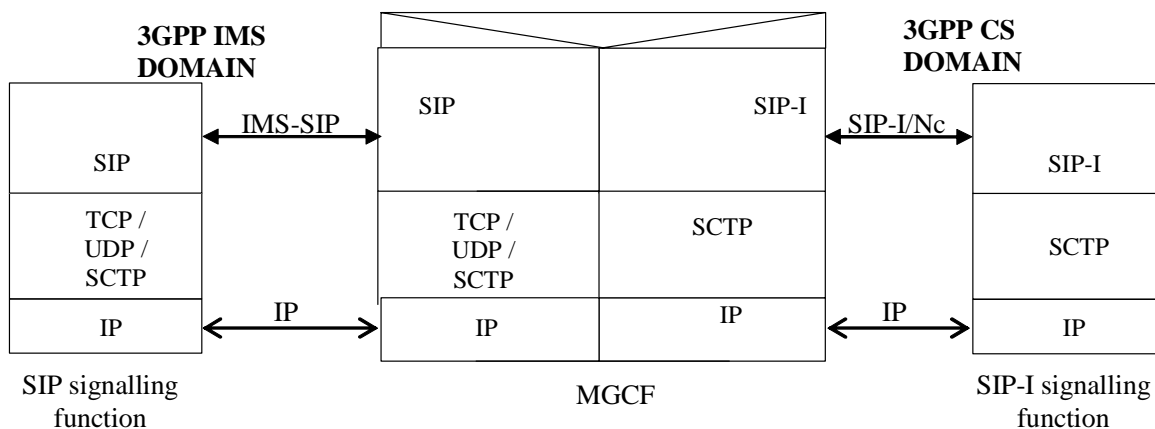 3GPP IMS
DOMAIN
3GPP CS
DOMAIN
SIP
IMS-SIP
SIP
SIP-I
SIP-I/Nc
SIP-I
TCP /
UDP /
SCTP
TCP /
UDP /
SCTP
SCTP
SCTP
IP
IP
IP
IP
IP
IP
SIP signalling
function
MGCF
SIP-I signalling
function